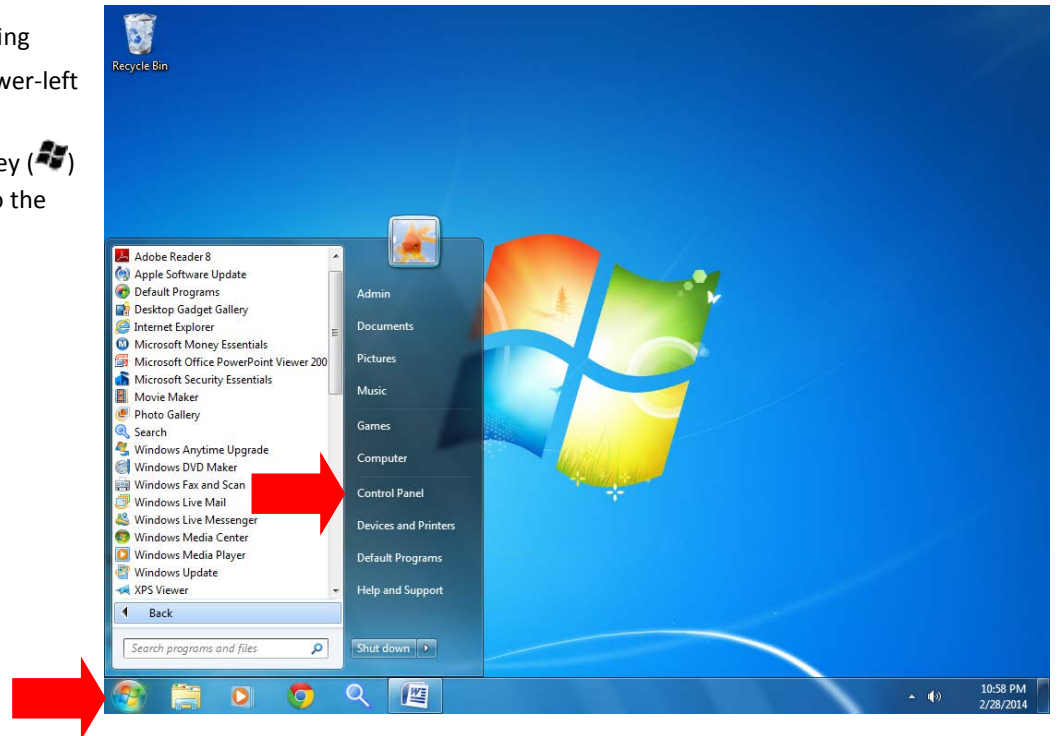 ing
wer-left
ey ( )
o the
Recycle Bin
Adobe Reader 8
Apple Software Update
Default Programs
Desktop Gadget Gallery
Internet Explorer
Microsoft Money Essentials
Microsoft Office PowerPoint Viewer 200
Microsoft Security Essentials
Movie Maker
Photo Gallery
Search
Windows Anytime Upgrade
Windows DVD Maker
Windows Fax and Scan
Windows Live Mail
Windows Live Messenger
Windows Media Center
Windows Media Player
Windows Update
XPS Viewer
Back
Search programs and files
Admin
Documents
Pictures
Music
Games
Computer
Control Panel
Devices and Printers
Default Programs
Help and Support
Shut down
10:58 PM
2/28/2014